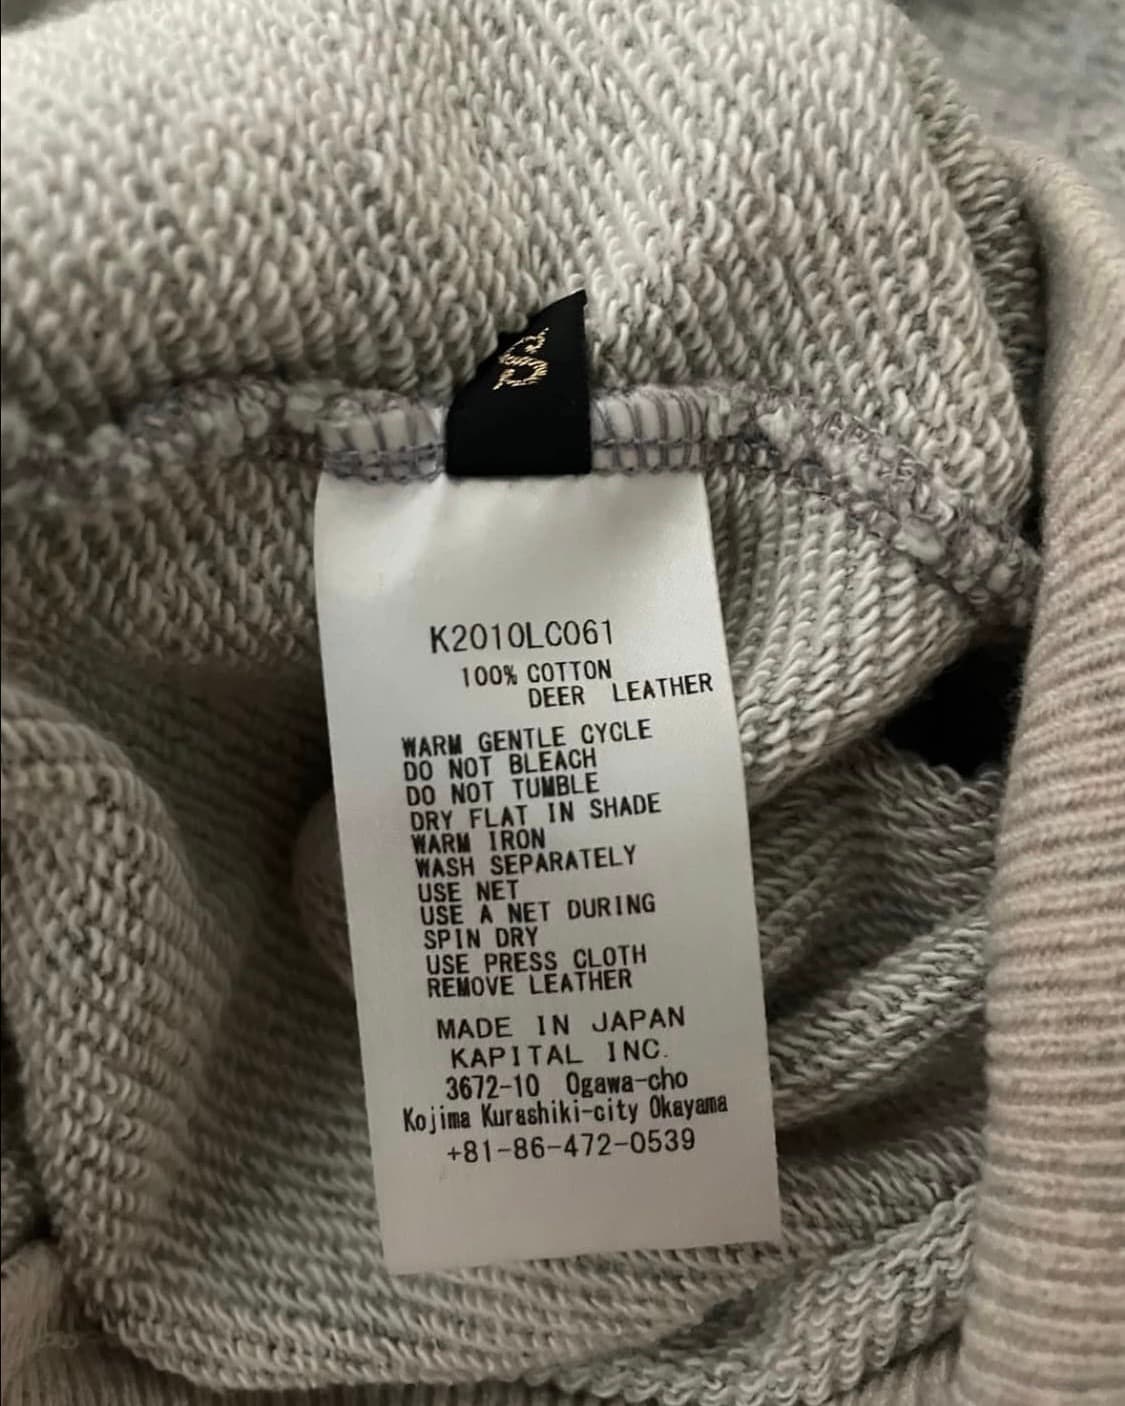 K2010LC061
100% COTTON
DEER LEATHER
WARM GENTLE CYCLE
DO NOT BLEACH
DO NOT TUMBLE
DRY FLAT IN SHADE
WARM IRON
WASH SEPARATELY
USE NET
USE A NET DURING
SPIN DRY
USE PRESS CLOTH
REMOVE LEATHER
MADE IN JAPAN
KAPITAL INC.
3672-10 Ogawa-cho
Kojima Kurashiki-city Okayama
+81-86-472-0539